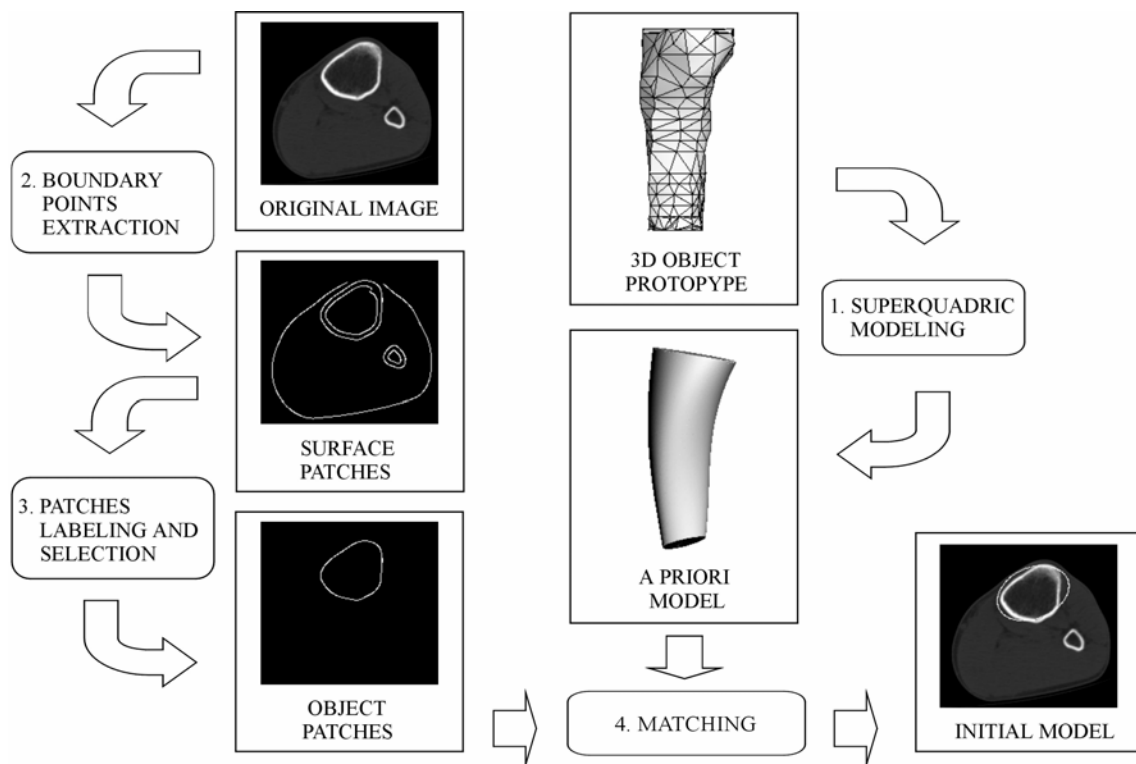 ORIGINAL IMAGE
2. BOUNDARY
POINTS
EXTRACTION
SURFACE
PATCHES
3. PATCHES
LABELING AND
SELECTION
OBJECT
PATCHES
3D OBJECT
PROTOPYPE
1. SUPERQUADRIC
MODELING
A PRIORI
MODEL
4. MATCHING
INITIAL MODEL